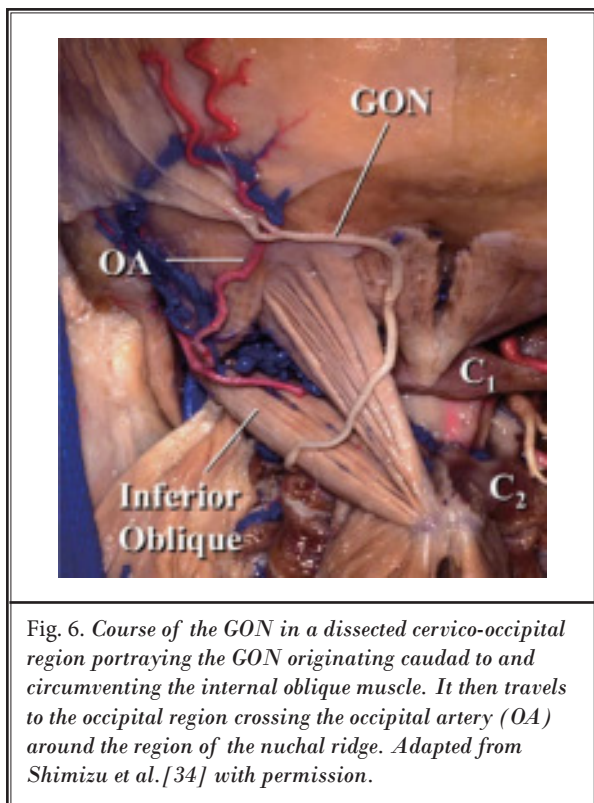 GON
OA
C1
C2
Inferior
Oblique
Fig. 6. Course of the GON in a dissected cervico-occipital
region portraying the GON originating caudad to and
circumventing the internal oblique muscle. It then travels
to the occipital region crossing the occipital artery (OA)
around the region of the nuchal ridge. Adapted from
Shimizu et al.[34] with permission.